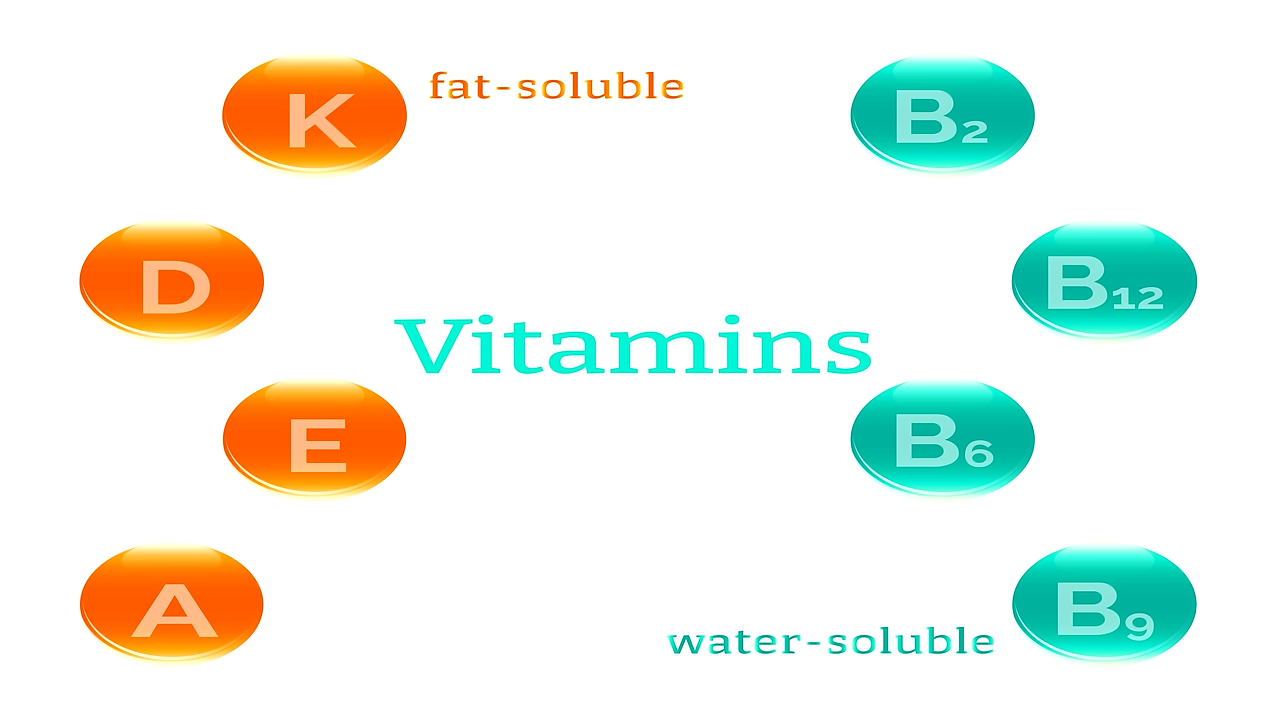 K fat-soluble B₂
D B₁₂
Vitamins
E B₆
A B₉
water-soluble